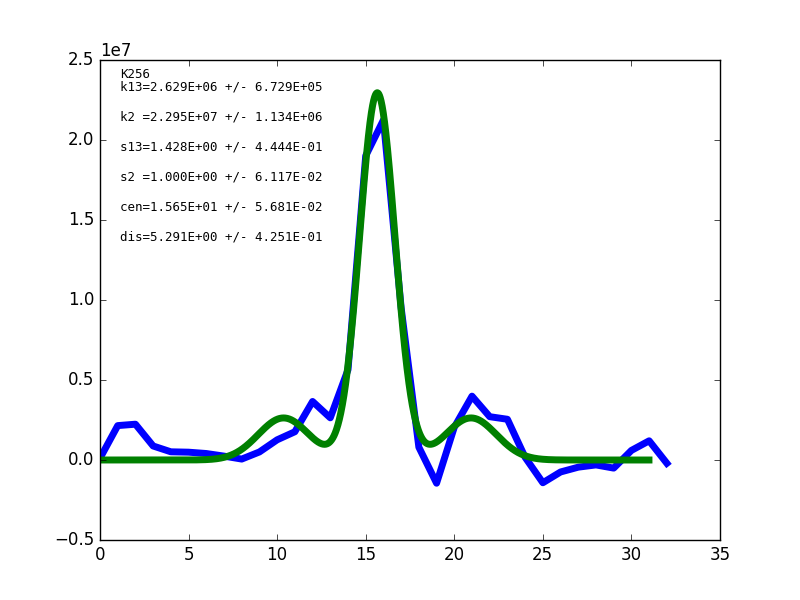 1e7
K256
k13=2.629E+06 +/- 6.729E+05
k2 =2.295E+07 +/- 1.134E+06
s13=1.428E+00 +/- 4.444E-01
s2 =1.000E+00 +/- 6.117E-02
cen=1.565E+01 +/- 5.681E-02
dis=5.291E+00 +/- 4.251E-01
2.5
2.0
1.5
1.0
0.5
0.0
−0.5
0 5 10 15 20 25 30 35